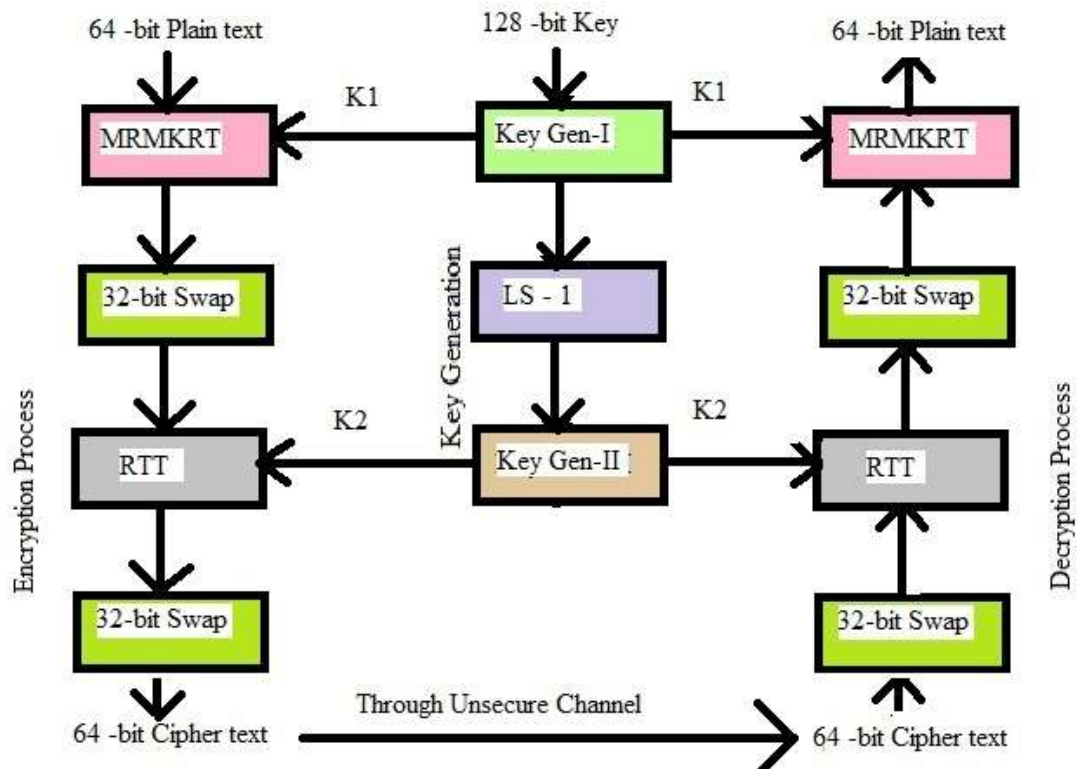 64 -bit Plain text
128 -bit Key
64 -bit Plain text
K1
K1
MRMKRT
Key Gen-I
MRMKRT
32-bit Swap
LS - 1
32-bit Swap
Key Generation
K2
K2
RTT
Key Gen-II
RTT
Encryption Process
Decryption Process
32-bit Swap
32-bit Swap
Through Unsecure Channel
64 -bit Cipher text
64 -bit Cipher text